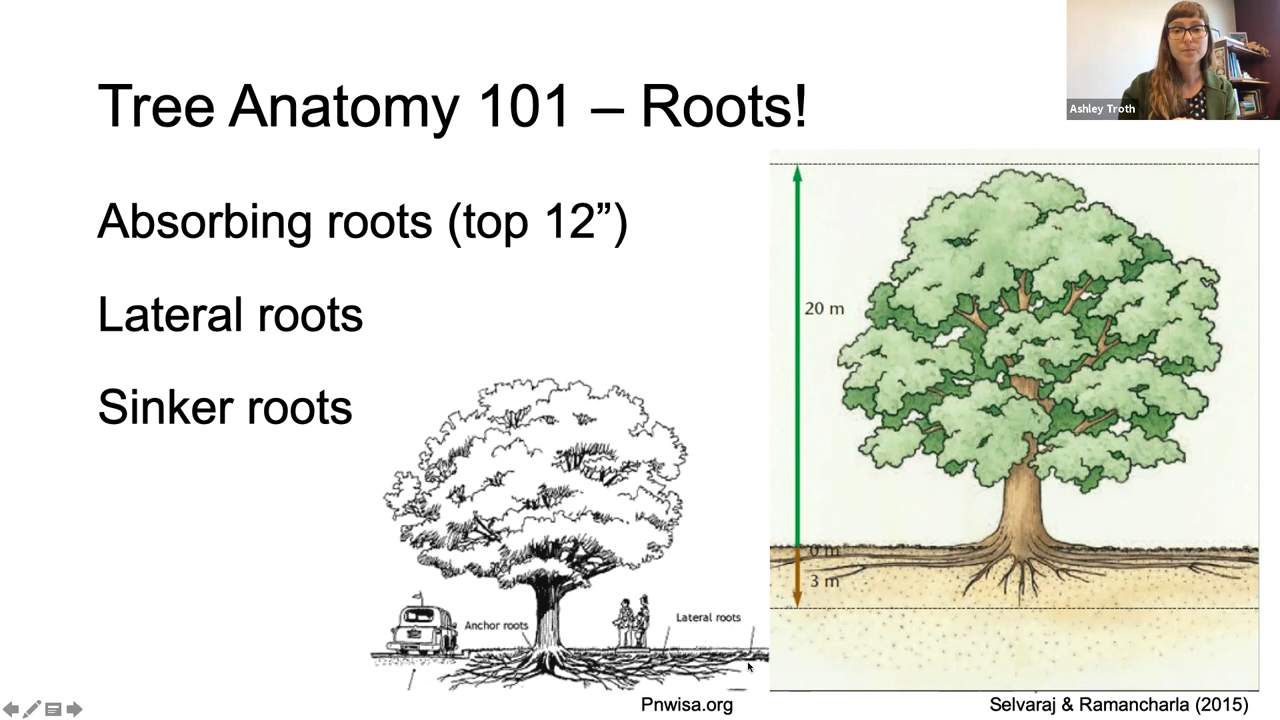 Ashley Troth
Tree Anatomy 101 – Roots!
Absorbing roots (top 12”)
Lateral roots
Sinker roots
20 m
0 m
3 m
Anchor roots
Lateral roots
Pnwisa.org
Selvaraj & Ramancharla (2015)